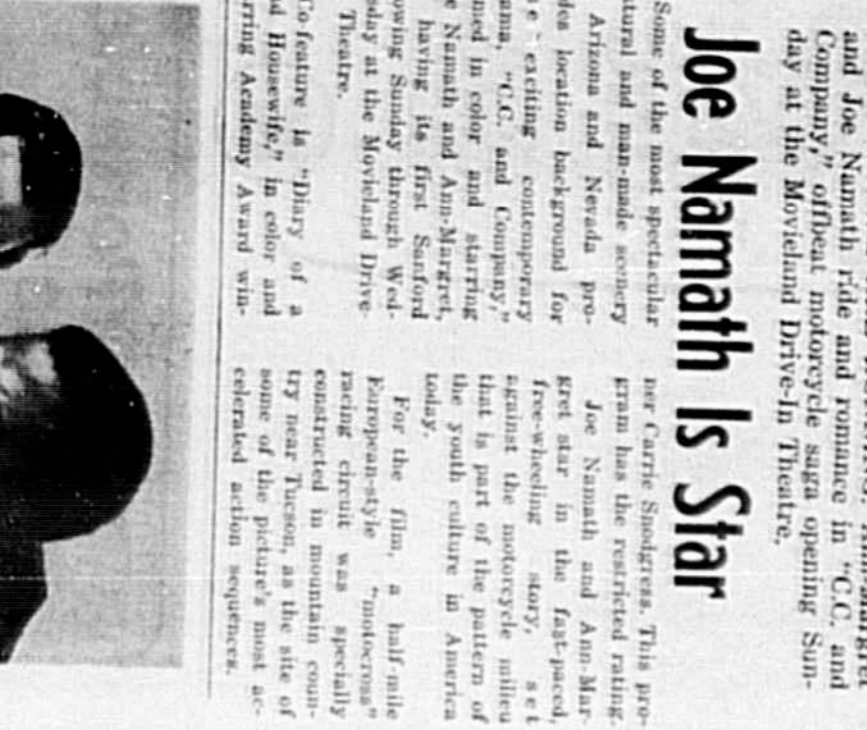 and Joe Namath ride and romance in "C.C. and
Company," offbeat motorcycle saga opening Sun-
day at the Movieland Drive-In Theatre.
Joe Namath Is Star
Some of the most spectacular
atural and man-made scenery
Arizona and Nevada pro-
des location background for
e exciting contemporary
ama, "C.C. and Company,"
med in color and starring
e Namath and Ann-Margret,
having its first Sanford
owing Sunday through Wed-
sday at the Movieland Drive-
Theatre.
Co-feature is "Diary of a
ad Housewife," in color and
rring Academy Award win-
ner Carrie Snodgress. This pro-
gram has the restricted rating.
Joe Namath and Ann-Mar-
gret star in the fast-paced,
free-wheeling story, set
against the motorcycle milieu
that is part of the pattern of
the youth culture in America
today.
For the film, a half-mile
European-style "motocross"
racing circuit was specially
constructed in mountain coun-
try near Tucson, as the site of
some of the picture's most ac-
celerated action sequences.